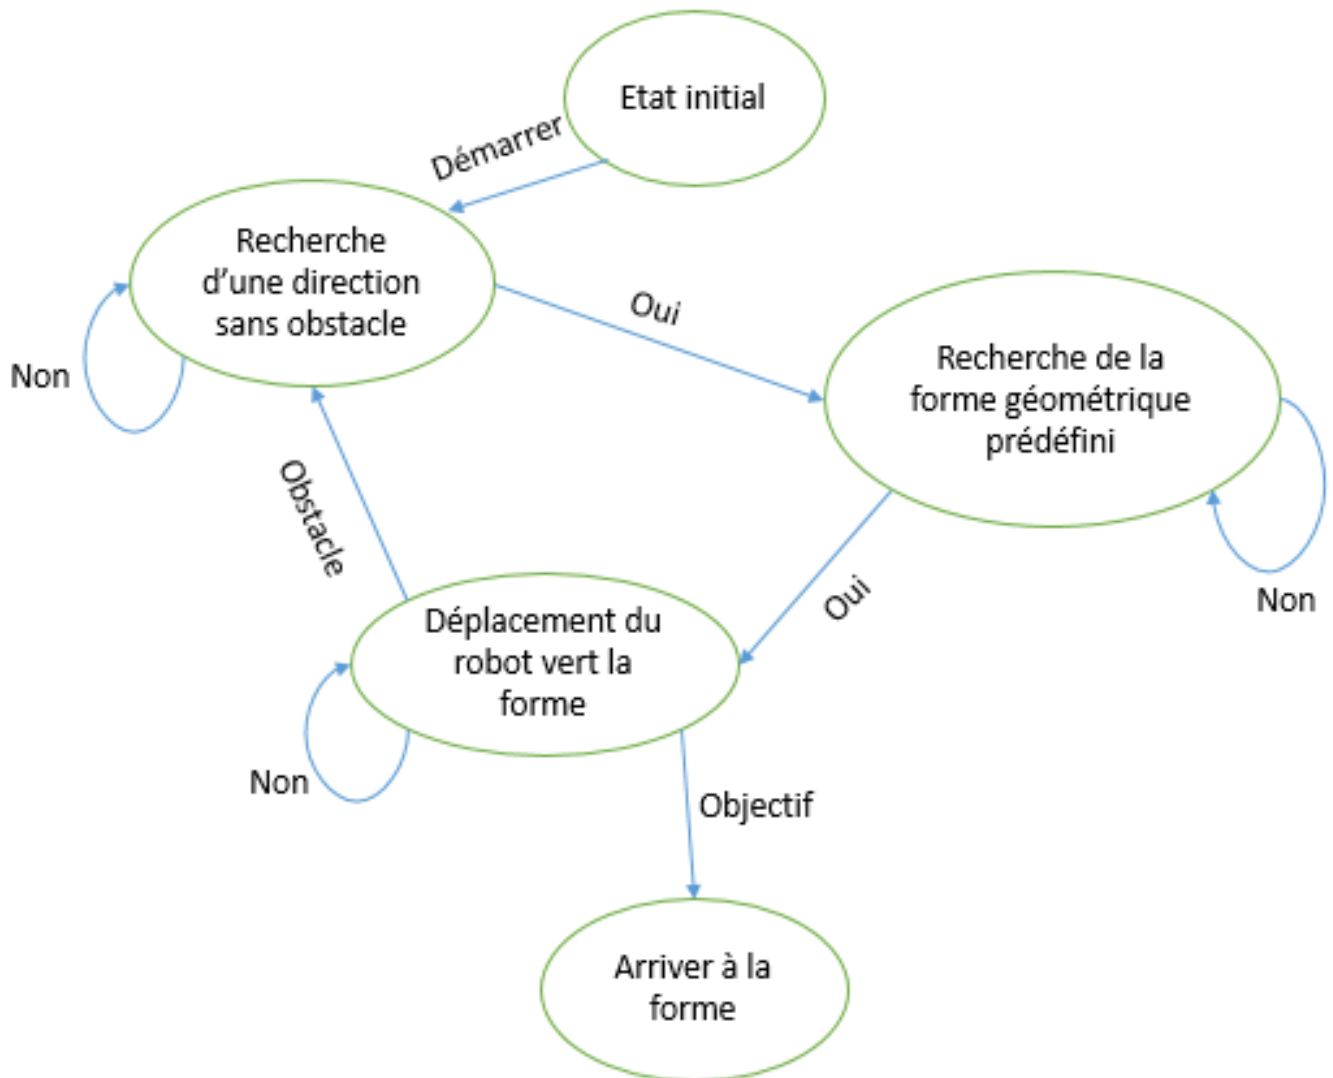 Etat initial
Démarrer
Recherche
d'une direction
sans obstacle
Non
Oui
Recherche de la
forme géométrique
prédéfini
Non
Obstacle
Oui
Déplacement du
robot vert la
forme
Non
Objectif
Arriver à la
forme